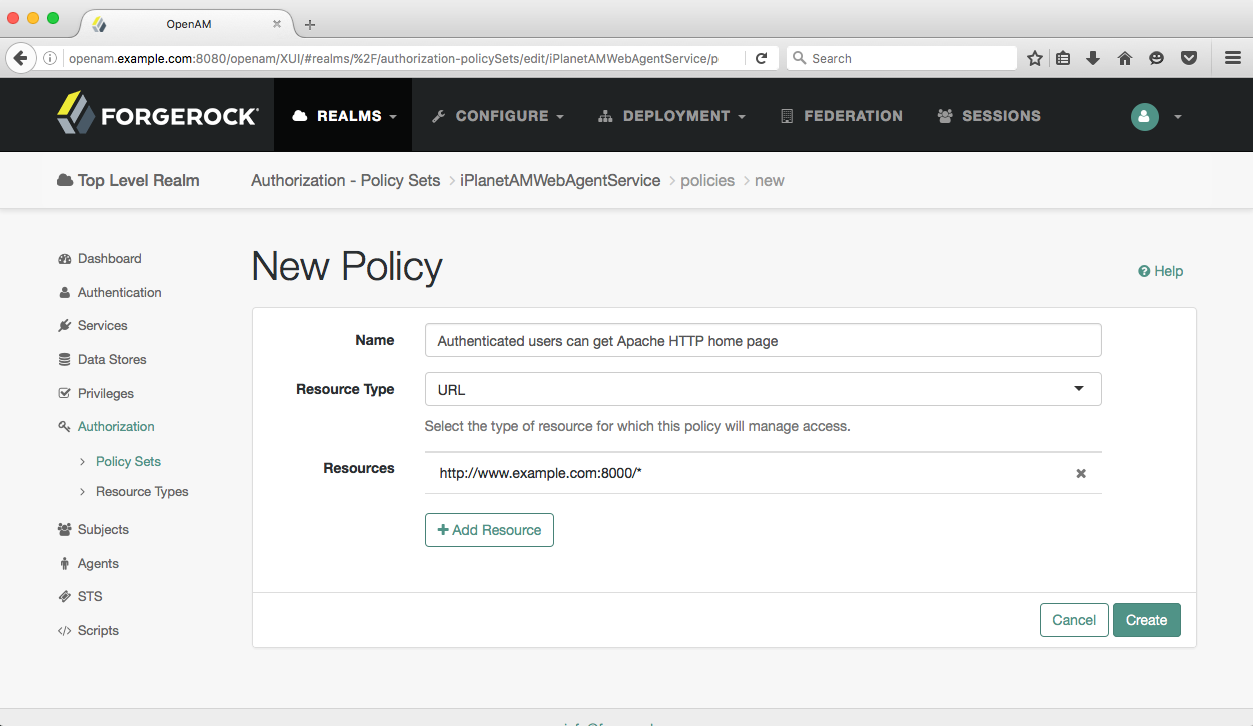 OpenAM
openam.example.com:8080/openam/XUI/#realms/%2F/authorization-policySets/edit/iPlanetAMWebAgentService/p
Search
FORGEROCK
REALMS
CONFIGURE
DEPLOYMENT
FEDERATION
SESSIONS
Top Level Realm
Authorization - Policy Sets > iPlanetAMWebAgentService > policies > new
Dashboard
Authentication
Services
Data Stores
Privileges
Authorization
> Policy Sets
> Resource Types
Subjects
Agents
STS
</> Scripts
New Policy
Help
Name
Authenticated users can get Apache HTTP home page
Resource Type
URL
Select the type of resource for which this policy will manage access.
Resources
http://www.example.com:8000/*
+ Add Resource
Cancel
Create